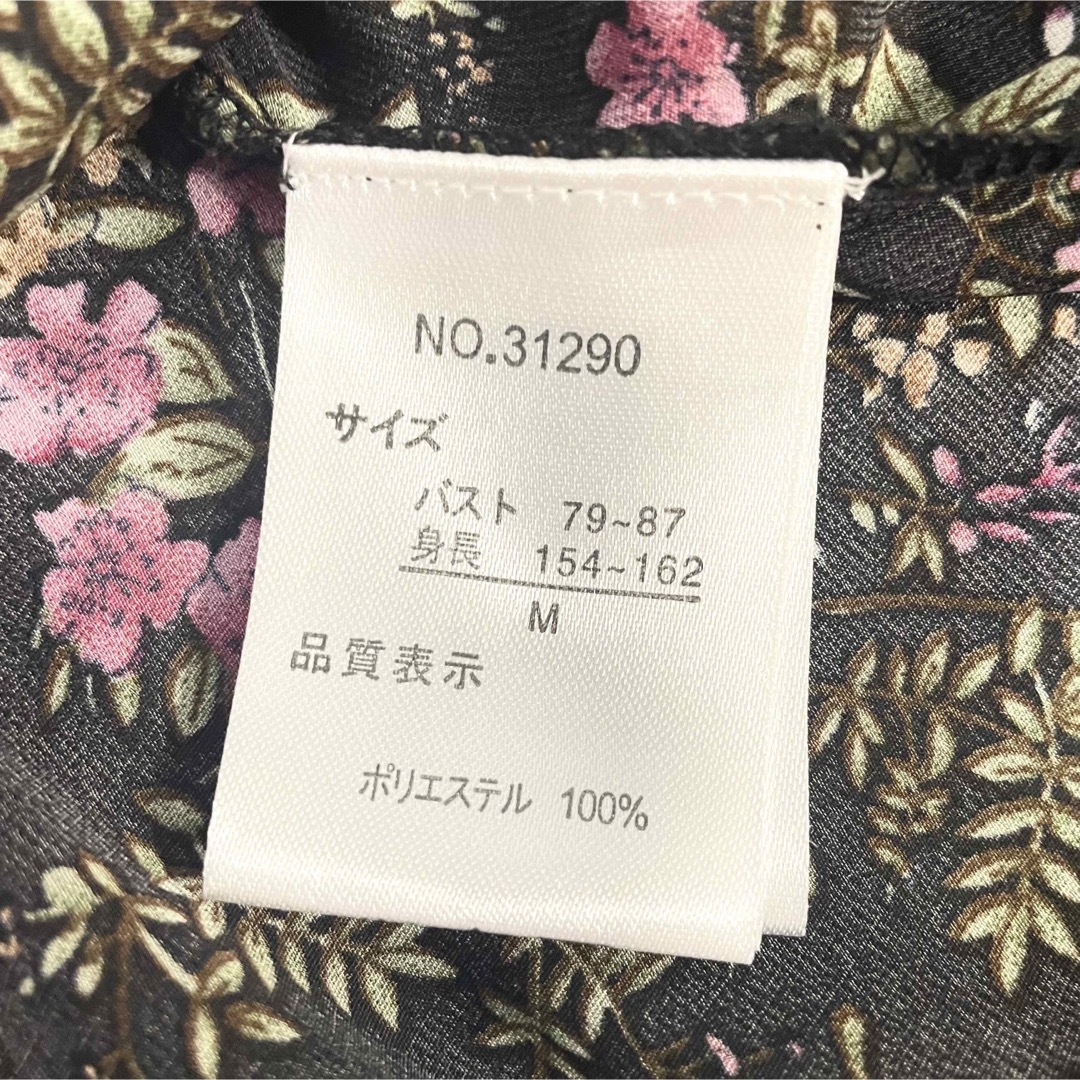 NO.31290
サイズ
バスト 79~87
身長 154~162
M
品質表示
ポリエステル 100%